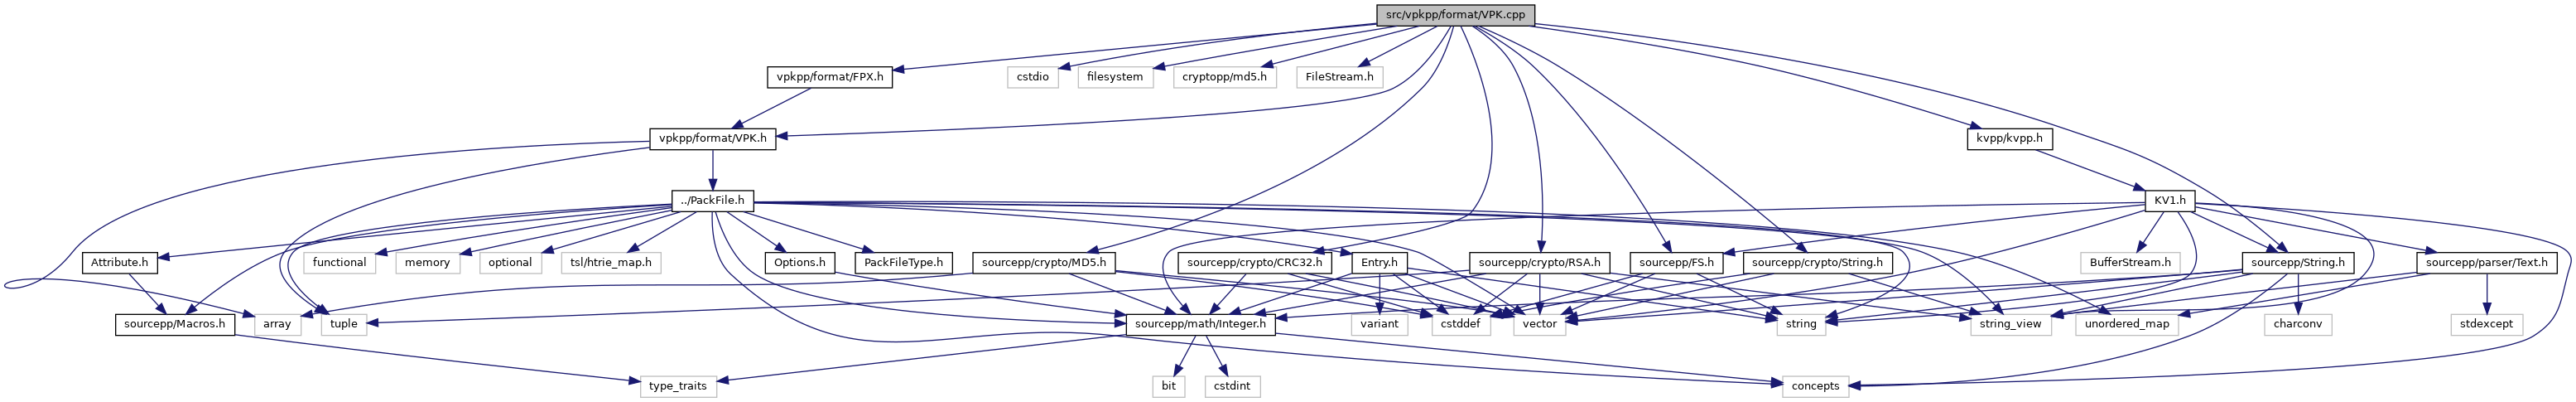 src/vpkpp/format/VPK.cpp
vpkpp/format/FPX.h
cstdio
filesystem
cryptopp/md5.h
FileStream.h
vpkpp/format/VPK.h
kvpp/kvpp.h
../PackFile.h
KV1.h
Attribute.h
functional
memory
optional
tsl/htrie_map.h
Options.h
PackFileType.h
sourcepp/crypto/MD5.h
sourcepp/crypto/CRC32.h
Entry.h
sourcepp/crypto/RSA.h
sourcepp/FS.h
sourcepp/crypto/String.h
BufferStream.h
sourcepp/String.h
sourcepp/parser/Text.h
sourcepp/Macros.h
array
tuple
sourcepp/math/Integer.h
variant
cstddef
vector
string
string_view
unordered_map
charconv
stdexcept
type_traits
bit
cstdint
concepts